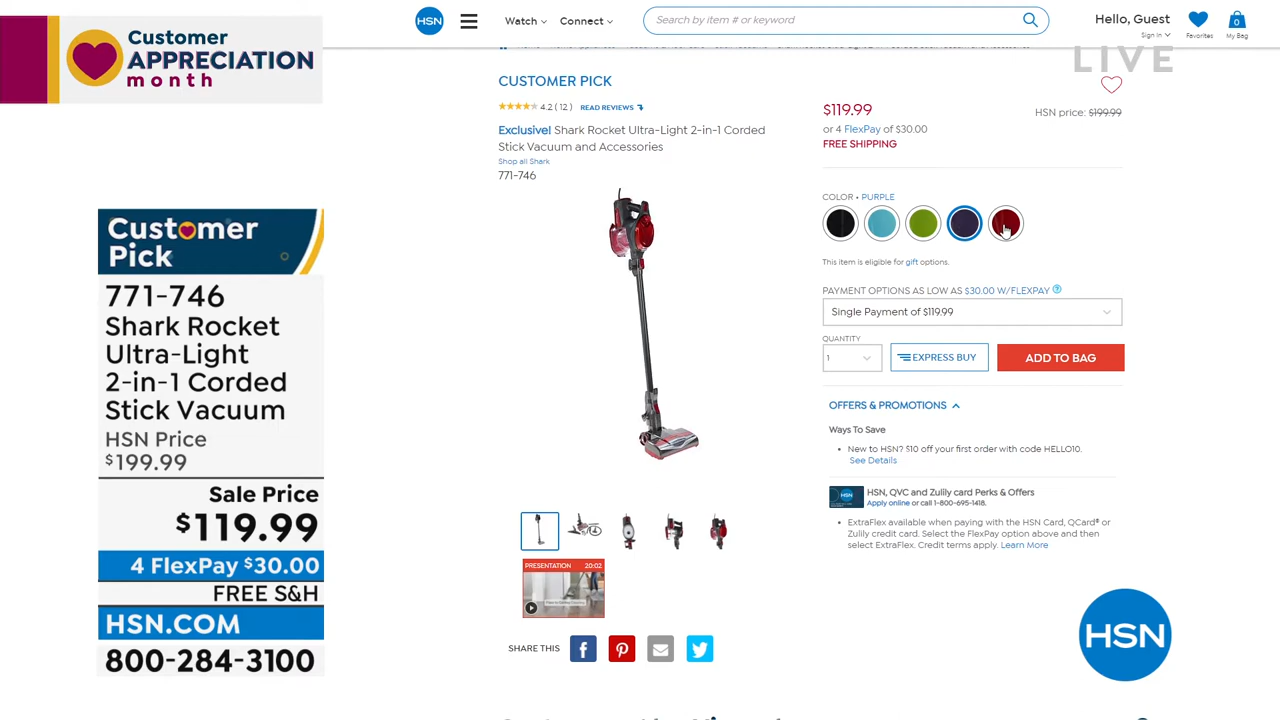 Customer
APPRECIATION
month
HSN
Watch
Connect
Search by item # or keyword
Hello, Guest
Sign In
Favorites
0
My Bag
LIVE
CUSTOMER PICK
4.2 ( 12 ) READ REVIEWS
Exclusive! Shark Rocket Ultra-Light 2-in-1 Corded
Stick Vacuum and Accessories
Shop all Shark
771-746
$119.99
HSN price: $199.99
or 4 FlexPay of $30.00
FREE SHIPPING
COLOR • PURPLE
This item is eligible for gift options.
PAYMENT OPTIONS AS LOW AS $30.00 W/FLEXPAY ?
Single Payment of $119.99
QUANTITY
1
EXPRESS BUY
ADD TO BAG
OFFERS & PROMOTIONS
Ways To Save
• New to HSN? $10 off your first order with code HELLO10.
See Details
HSN
HSN, QVC and Zulily card Perks & Offers
Apply online or call 1-800-695-1418.
• ExtraFlex available when paying with the HSN Card, QCard® or
Zulily credit card. Select the FlexPay option above and then
select ExtraFlex. Credit terms apply. Learn More
PRESENTATION 20:02
SHARE THIS
Customer
Pick
771-746
Shark Rocket
Ultra-Light
2-in-1 Corded
Stick Vacuum
HSN Price
$199.99
Sale Price
$119.99
4 FlexPay $30.00
FREE S&H
HSN.COM
800-284-3100
HSN